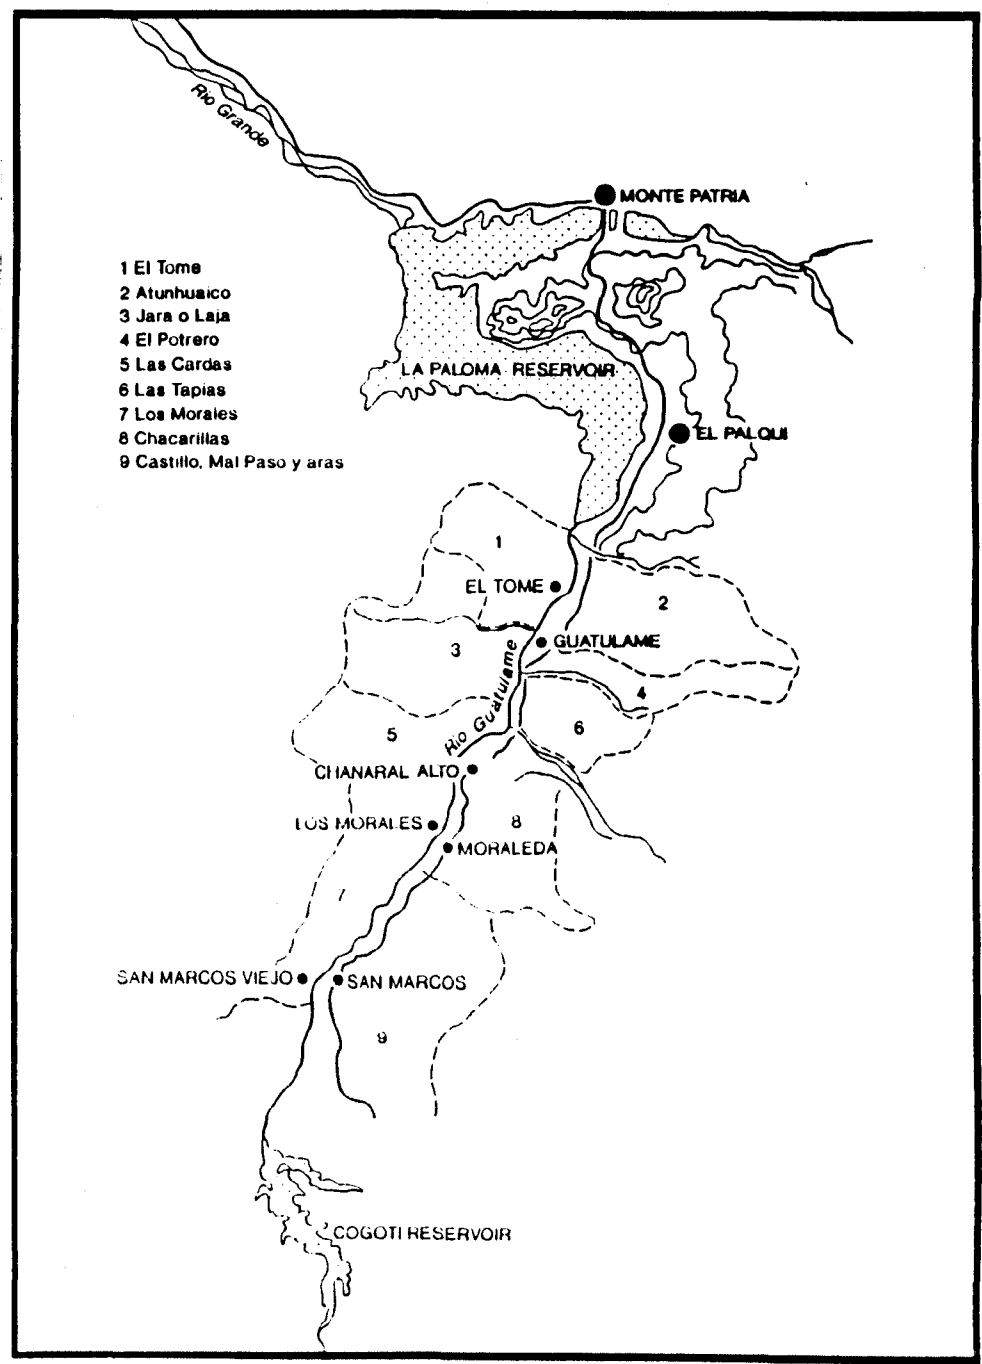 Rio Grande
MONTE PATRIA
1 El Tome
2 Atunhuaico
3 Jara o Laja
4 El Potrero
5 Las Cardas
6 Las Tapias
7 Los Morales
8 Chacarillas
9 Castillo, Mal Paso y aras
LA PALOMA RESERVOIR
EL PALQUI
1
EL TOME
2
GUATULAME
3
Rio Guatulame
4
5
6
CHANARAL ALTO
LOS MORALES
8
MORALEDA
7
SAN MARCOS VIEJO
SAN MARCOS
9
COGOTI RESERVOIR